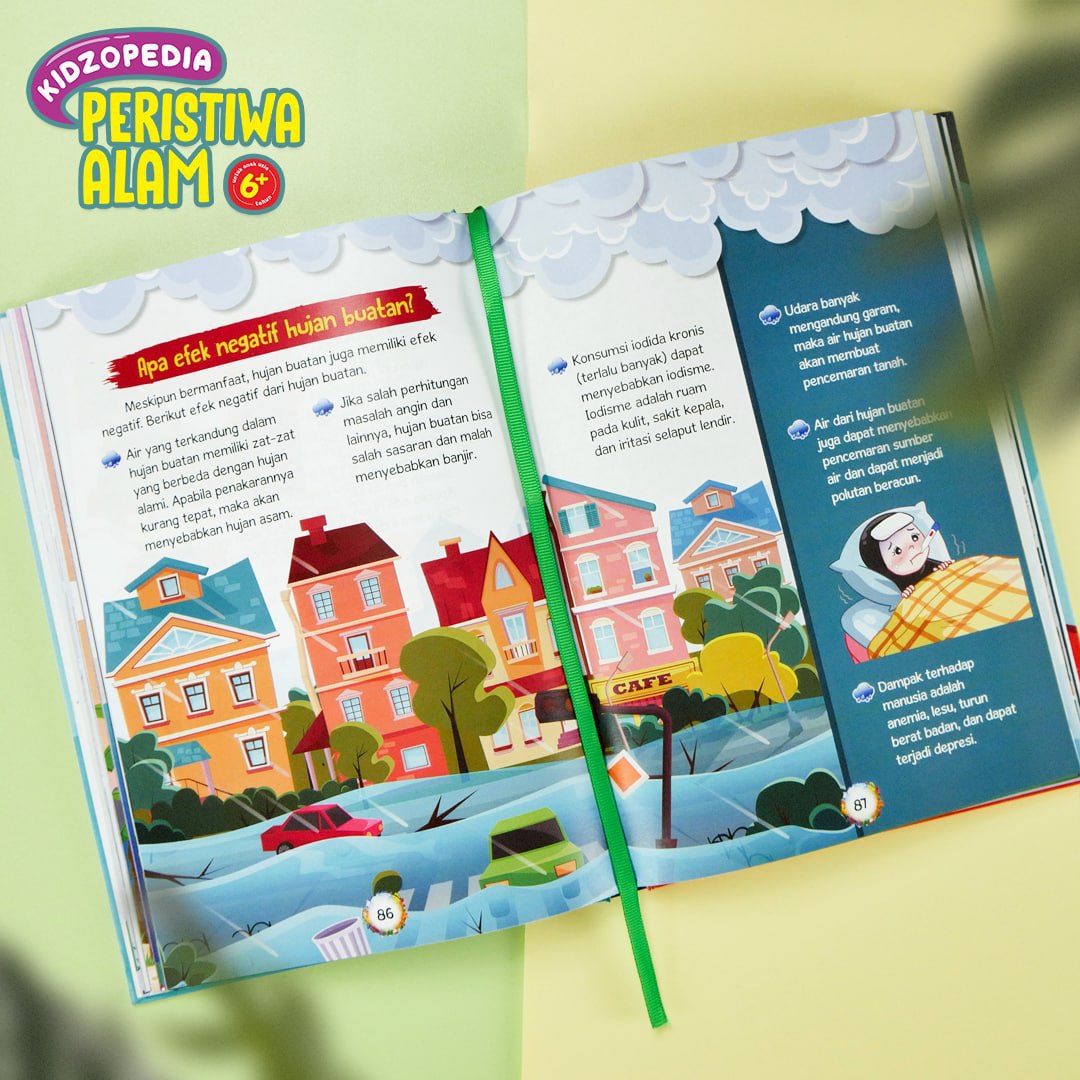 KIDZOPEDIA
PERISTIWA
ALAM
untuk anak usia
6+
tahun
Apa efek negatif hujan buatan?
Meskipun bermanfaat, hujan buatan juga memiliki efek
negatif. Berikut efek negatif dari hujan buatan.
Air yang terkandung dalam
hujan buatan memiliki zat-zat
yang berbeda dengan hujan
alami. Apabila penakarannya
kurang tepat, maka akan
menyebabkan hujan asam.
Jika salah perhitungan
masalah angin dan
lainnya, hujan buatan bisa
salah sasaran dan malah
menyebabkan banjir.
86
Konsumsi iodida kronis
(terlalu banyak) dapat
menyebabkan iodisme.
Iodisme adalah ruam
pada kulit, sakit kepala,
dan iritasi selaput lendir.
CAFE
Udara banyak
mengandung garam,
maka air hujan buatan
akan membuat
pencemaran tanah.
Air dari hujan buatan
juga dapat menyebabkan
pencemaran sumber
air dan dapat menjadi
polutan beracun.
Dampak terhadap
manusia adalah
anemia, lesu, turun
berat badan, dan dapat
terjadi depresi.
87